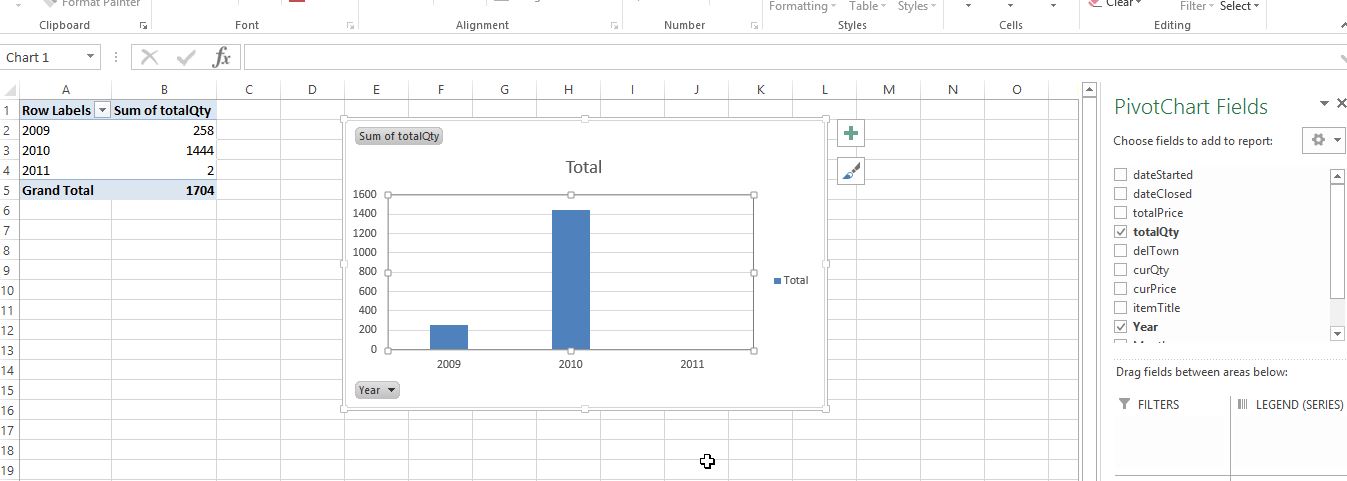 Format Painter
Formatting Table Styles
Clear
Filter Select
Clipboard Font Alignment Number Styles Cells Editing
Chart 1 fx
A B C D E F G H I J K L M N O
1 Row Labels Sum of totalQty
2 2009 258
3 2010 1444
4 2011 2
5 Grand Total 1704
6
7
8
9
10
11
12
13
14
15
16
17
18
19
Sum of totalQty
Total
1600
1400
1200
1000
800
600
400
200
0
2009 2010 2011
Total
Year
PivotChart Fields
Choose fields to add to report:
dateStarted
dateClosed
totalPrice
totalQty
delTown
curQty
curPrice
itemTitle
Year
Drag fields between areas below:
FILTERS
LEGEND (SERIES)